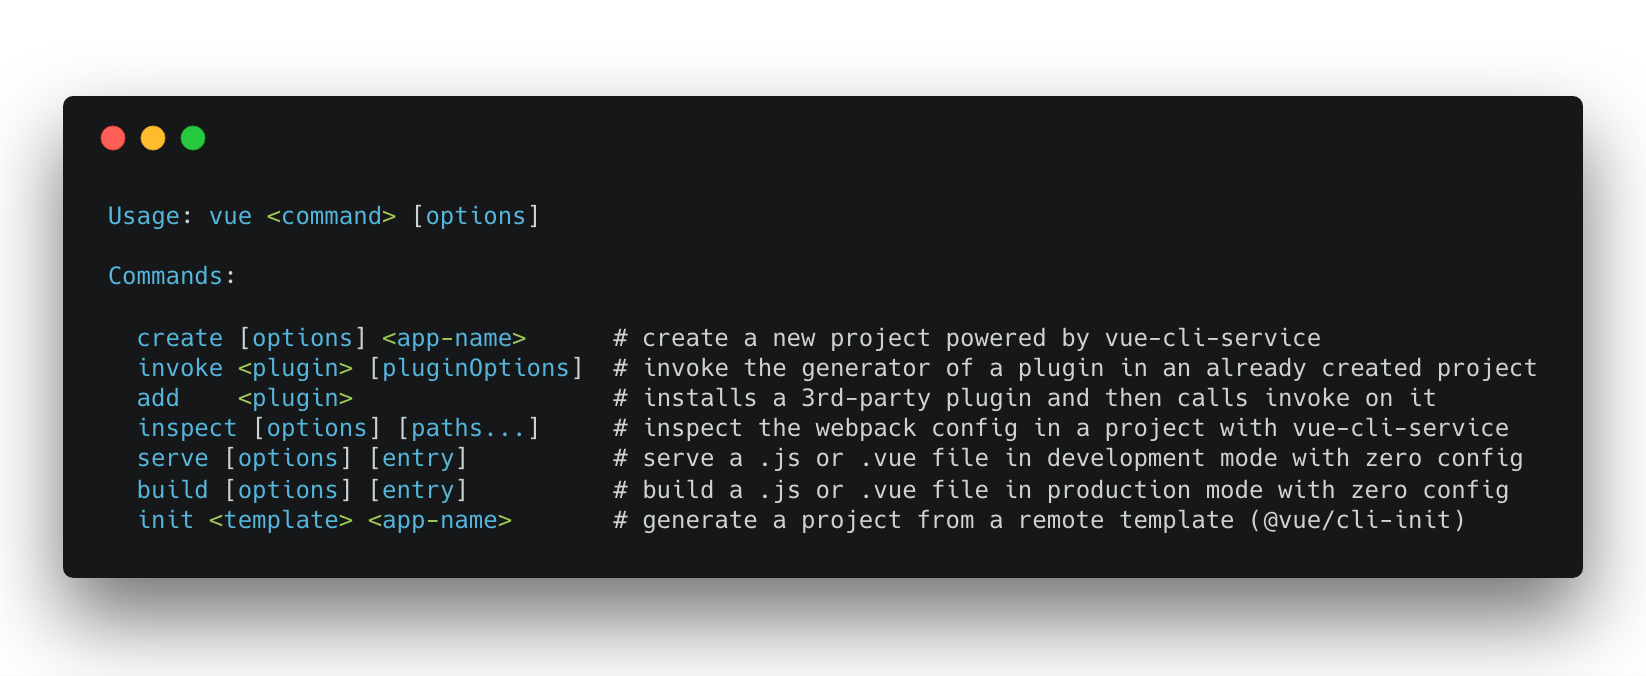 Usage: vue <command> [options]
Commands:
create [options] <app-name> # create a new project powered by vue-cli-service
invoke <plugin> [pluginOptions] # invoke the generator of a plugin in an already created project
add <plugin> # installs a 3rd-party plugin and then calls invoke on it
inspect [options] [paths...] # inspect the webpack config in a project with vue-cli-service
serve [options] [entry] # serve a .js or .vue file in development mode with zero config
build [options] [entry] # build a .js or .vue file in production mode with zero config
init <template> <app-name> # generate a project from a remote template (@vue/cli-init)